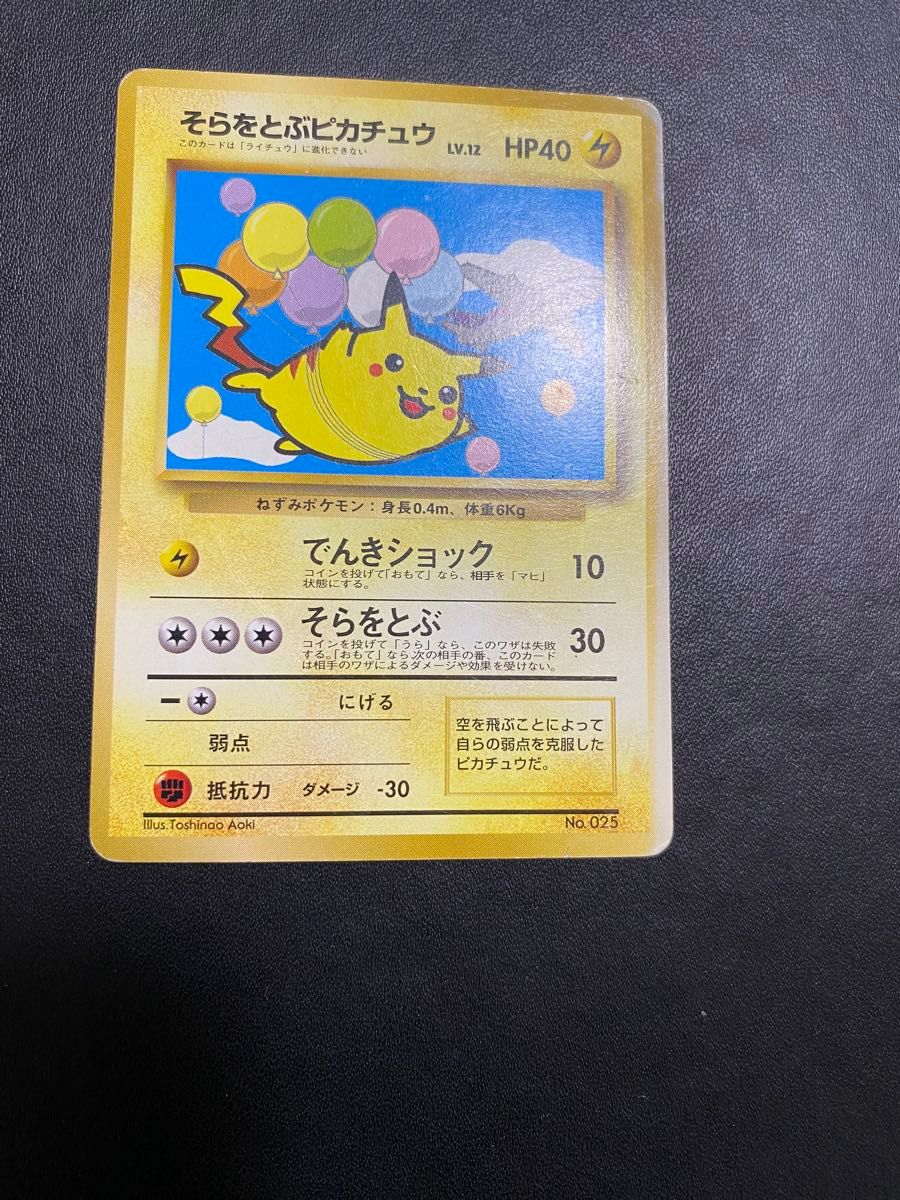 そらをとぶピカチュウ LV.12 HP40
このカードは「ライチュウ」に進化できない
ねずみポケモン:身長0.4m、体重6Kg
でんきショック 10
コインを投げて「おもて」なら、相手を「マヒ」
状態にする。
そらをとぶ 30
コインを投げて「うら」なら、このワザは失敗
する。「おもて」なら次の相手の番、このカード
は相手のワザによるダメージや効果を受けない。
にげる
弱点
抵抗力 ダメージ -30
空を飛ぶことによって
自らの弱点を克服した
ピカチュウだ。
Illus.Toshinao Aoki No.025